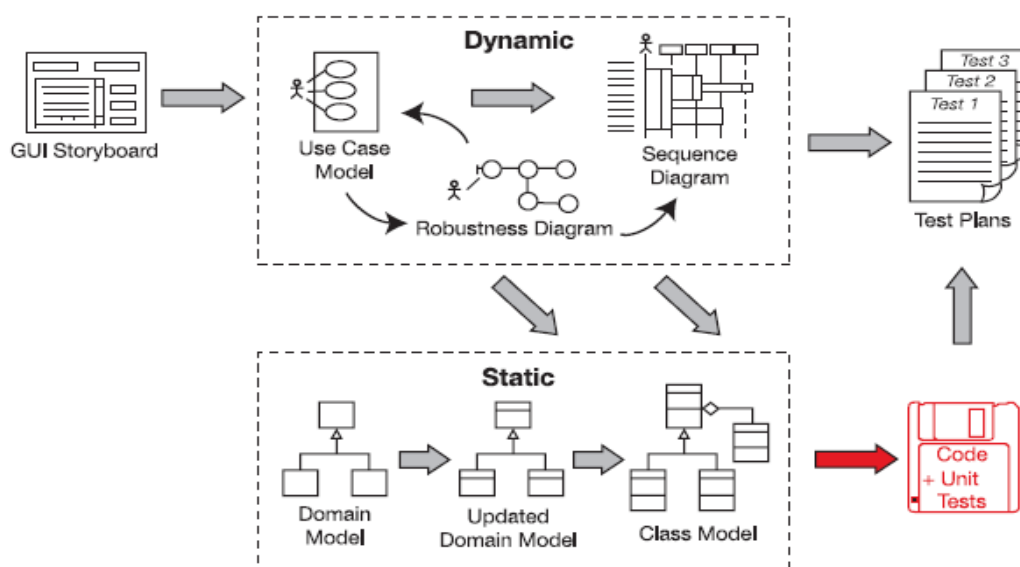 Dynamic
GUI Storyboard
Use Case
Model
Robustness Diagram
Sequence
Diagram
Test 3
Test 2
Test 1
Test Plans
Static
Domain
Model
Updated
Domain Model
Class Model
Code
+ Unit
Tests